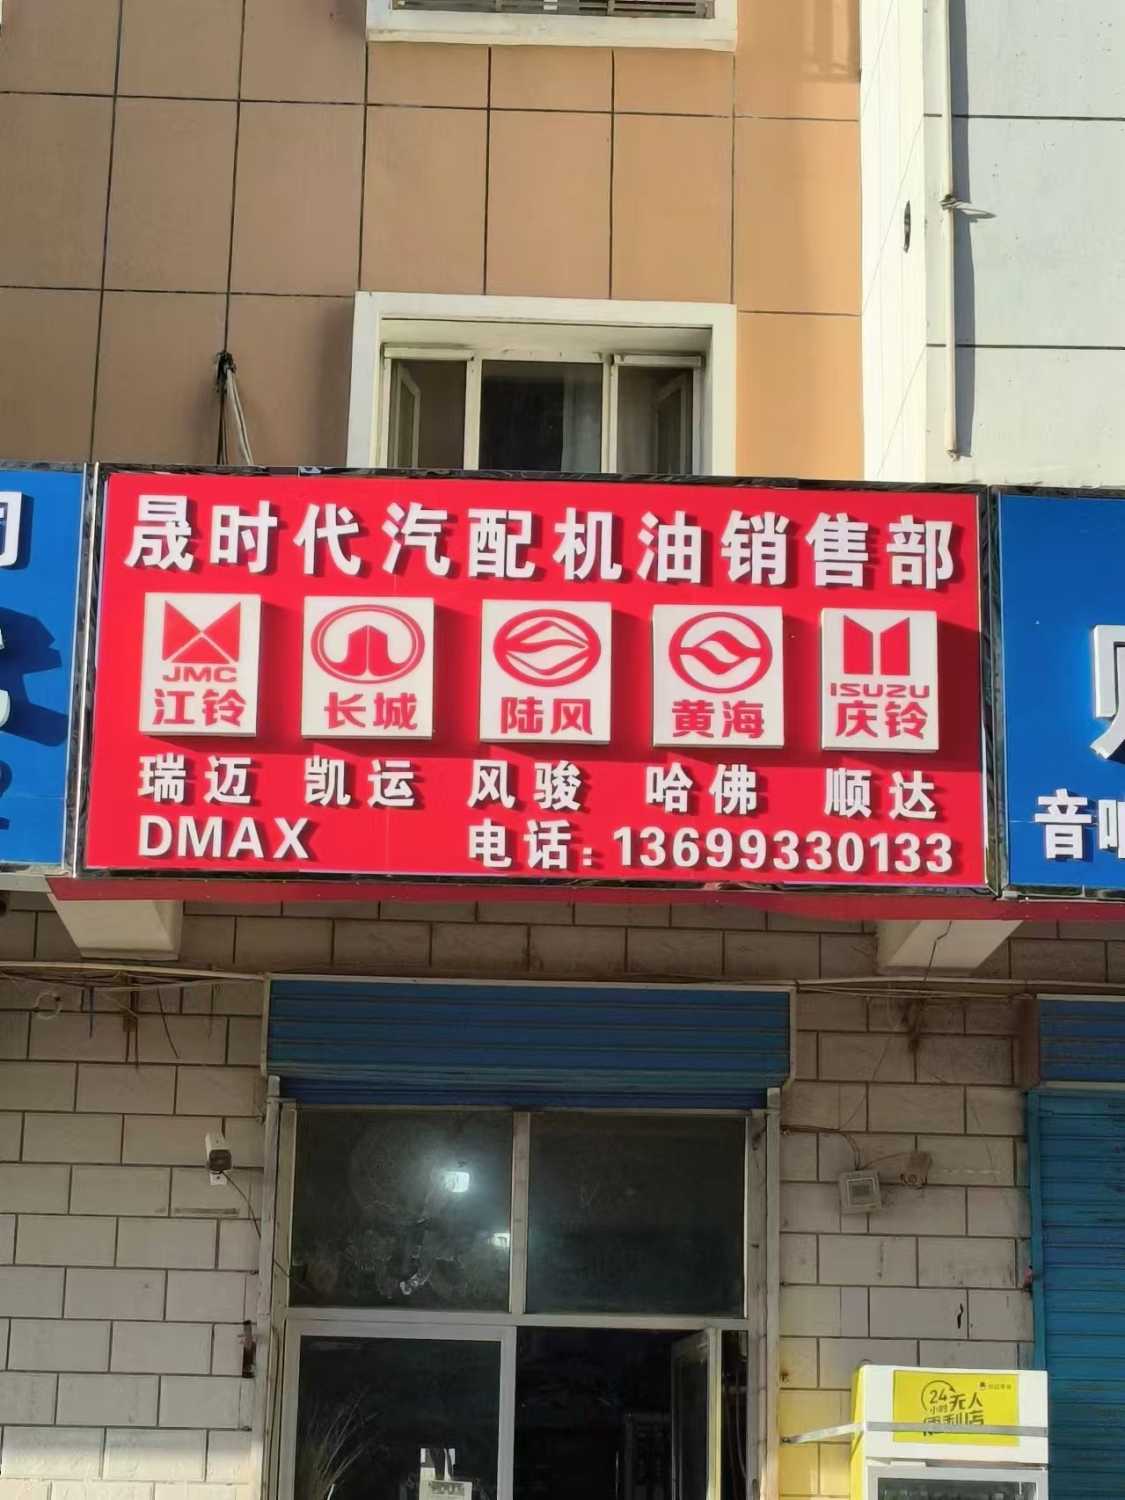 晟时代汽配机油销售部
JMC
江铃
长城
陆风
黄海
ISUZU
庆铃
瑞迈 凯运 风骏 哈佛 顺达
DMAX 电话:13699330133
音
24小时无人
便利店